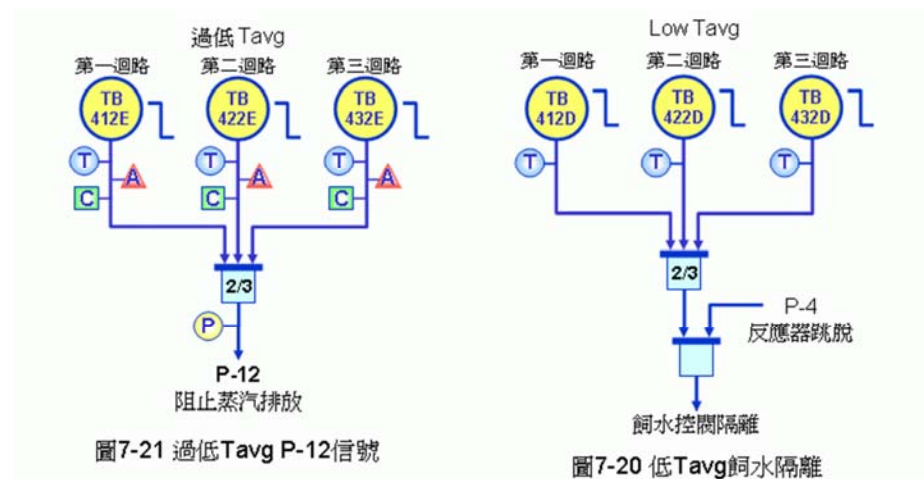 過低 Tavg
第一迴路 第二迴路 第三迴路
TB 412E
TB 422E
TB 432E
T T T
A A A
C C C
2/3
P
P-12
阻止蒸汽排放
圖7-21 過低Tavg P-12信號
Low Tavg
第一迴路 第二迴路 第三迴路
TB 412D
TB 422D
TB 432D
T T T
2/3
P-4
反應器跳脫
飼水控閥隔離
圖7-20 低Tavg飼水隔離